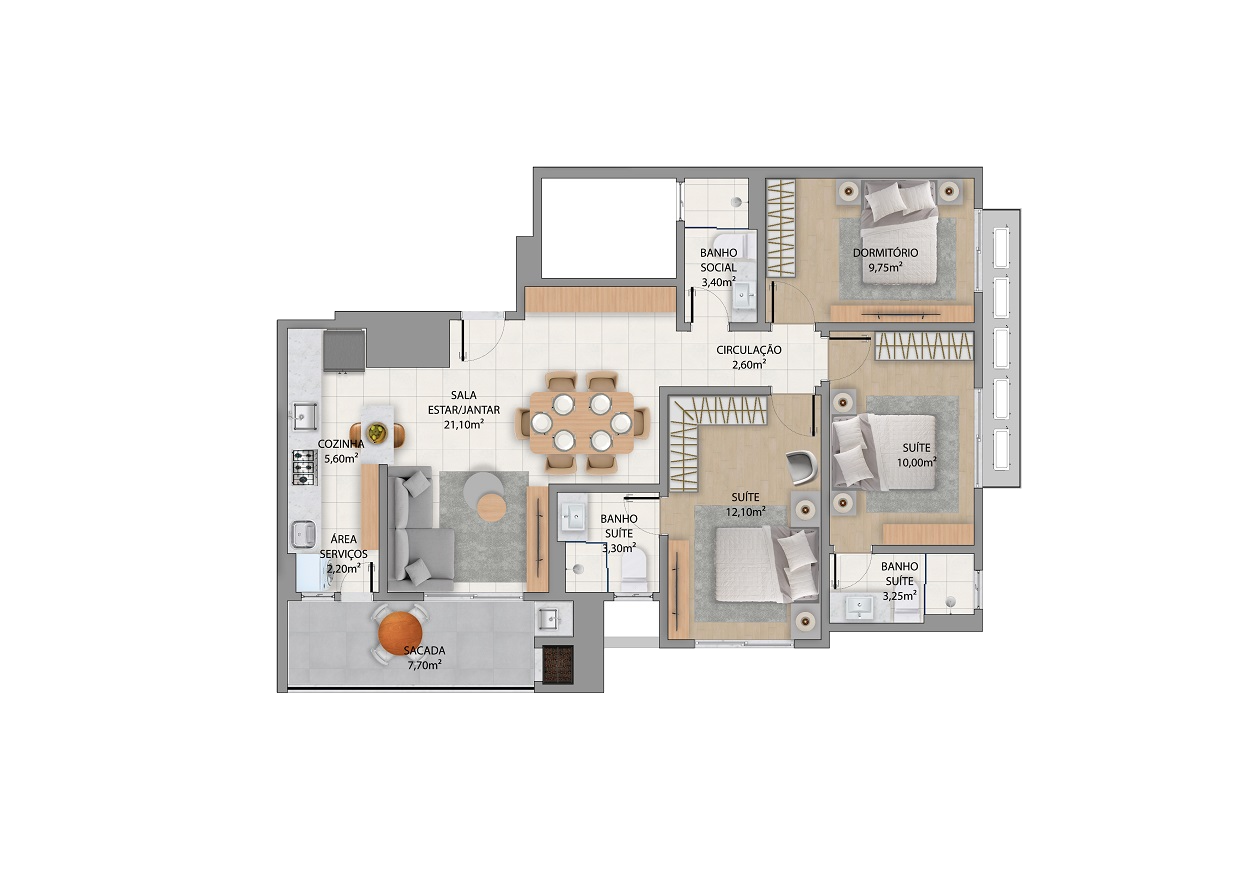 BANHO
SOCIAL
3,40m²
DORMITÓRIO
9,75m²
CIRCULAÇÃO
2,60m²
SALA
ESTAR/JANTAR
21,10m²
COZINHA
5,60m²
SUÍTE
10,00m²
SUÍTE
12,10m²
BANHO
SUÍTE
3,30m²
ÁREA
SERVIÇOS
2,20m²
BANHO
SUÍTE
3,25m²
SACADA
7,70m²